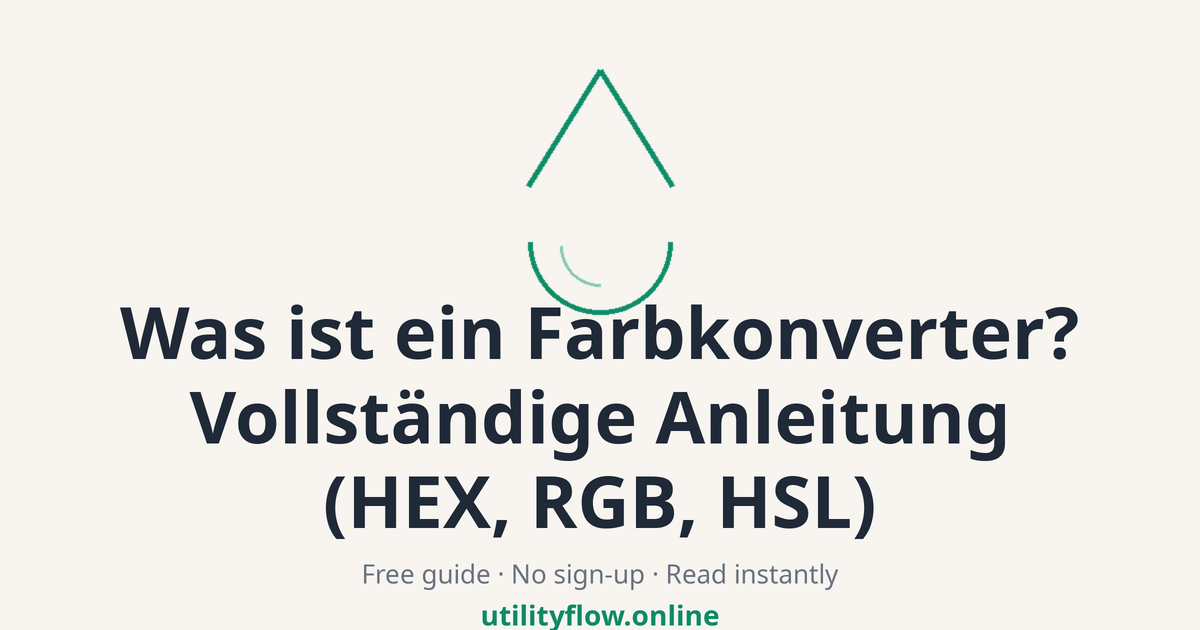 Was ist ein Farbkonverter?
Vollständige Anleitung
(HEX, RGB, HSL)
Free guide · No sign-up · Read instantly
utilityflow.online